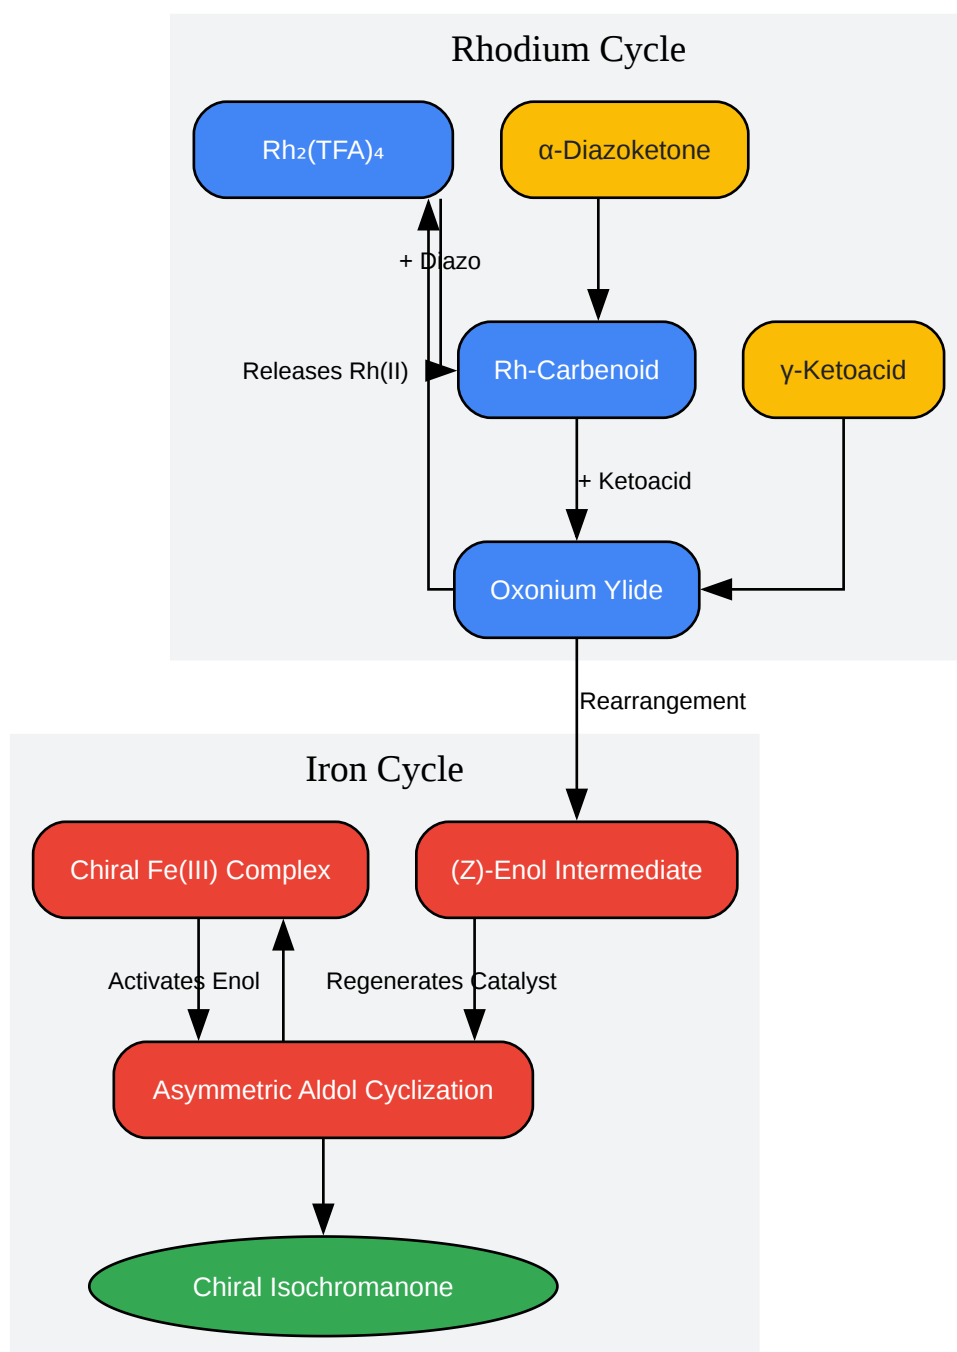 Rhodium Cycle
Rh₂(TFA)₄
α-Diazoketone
+ Diazo
Releases Rh(II)
Rh-Carbenoid
γ-Ketoacid
+ Ketoacid
Oxonium Ylide
Rearrangement
Iron Cycle
Chiral Fe(III) Complex
(Z)-Enol Intermediate
Activates Enol
Regenerates Catalyst
Asymmetric Aldol Cyclization
Chiral Isochromanone